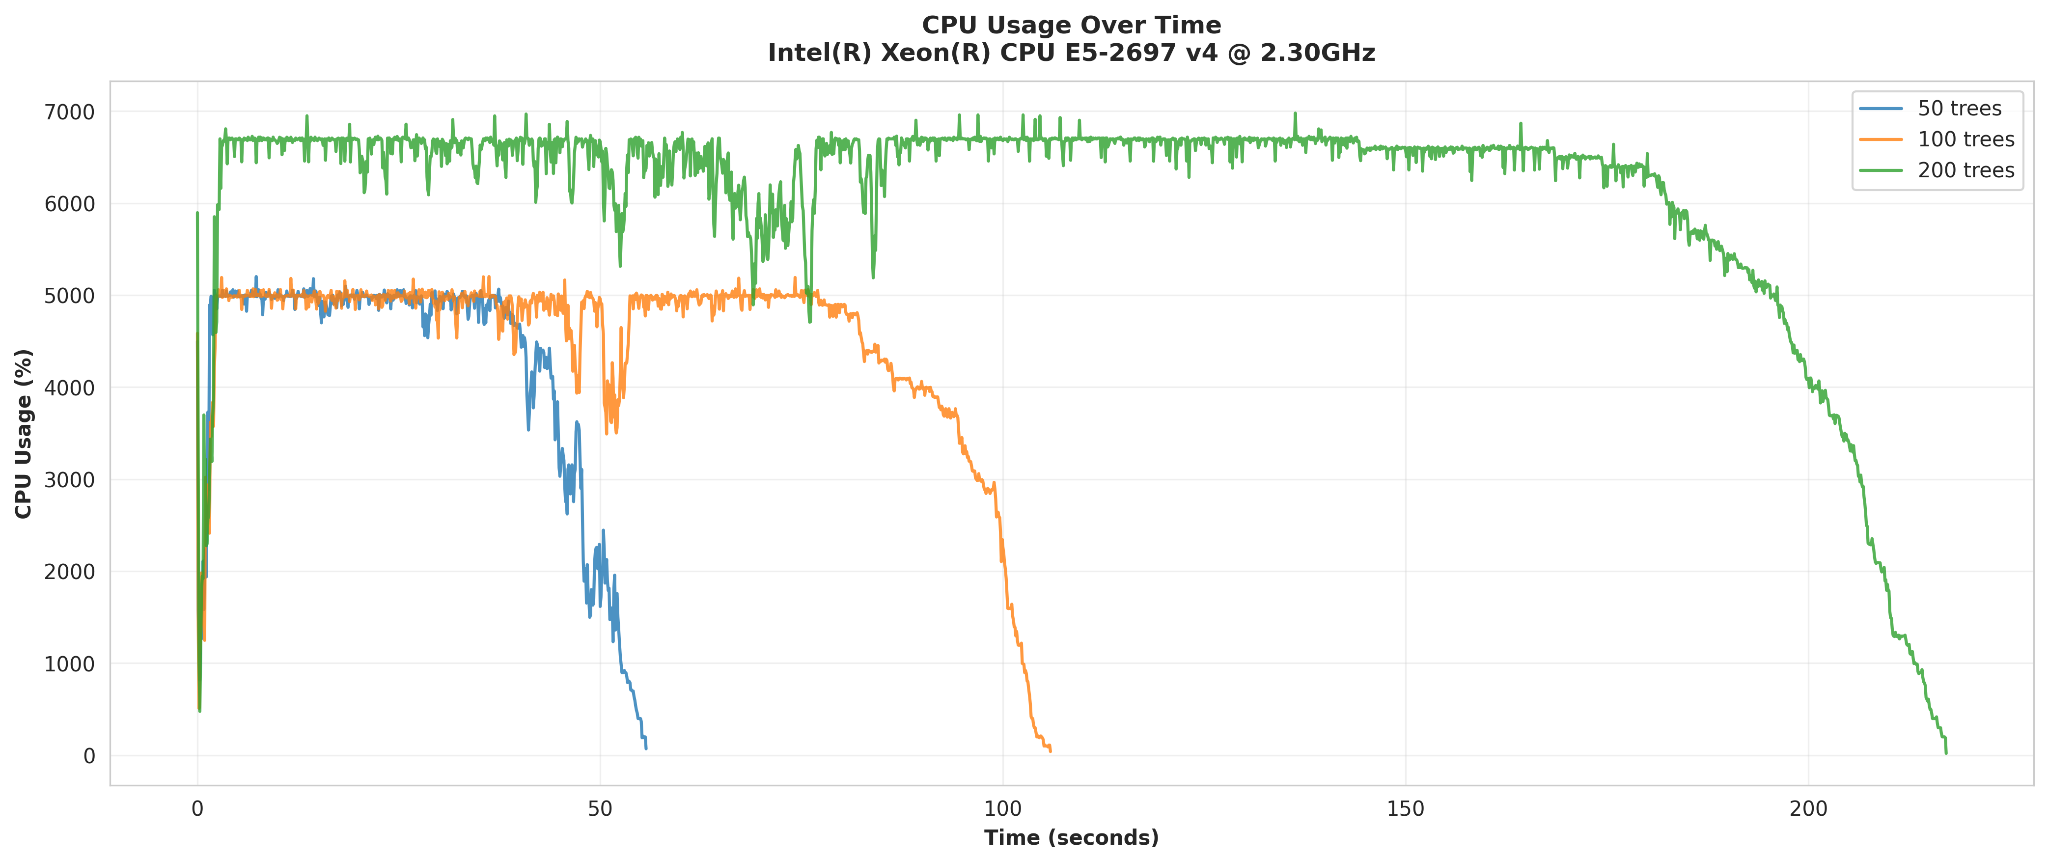 CPU Usage Over Time
Intel(R) Xeon(R) CPU E5-2697 v4 @ 2.30GHz
50 trees
100 trees
200 trees
CPU Usage (%)
7000
6000
5000
4000
3000
2000
1000
0
0 50 100 150 200
Time (seconds)